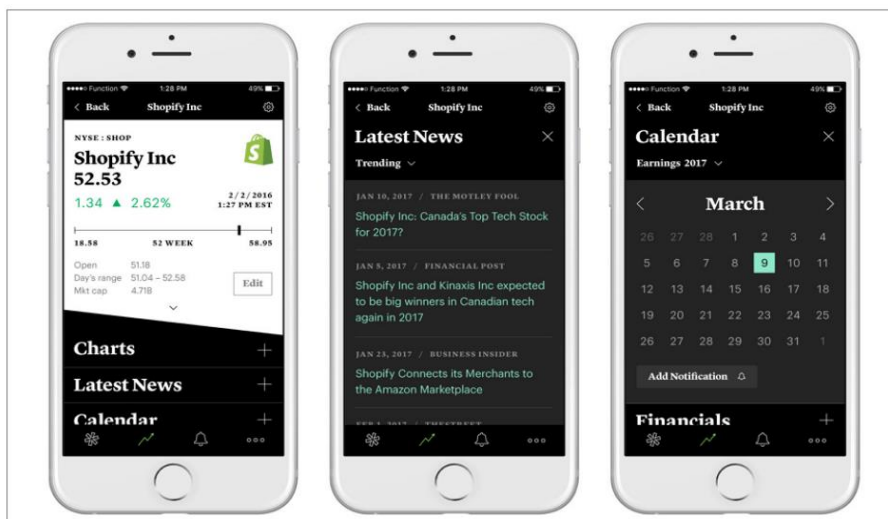 Function 1:28 PM 49%
Back Shopify Inc
NYSE : SHOP
Shopify Inc
52.53
1.34 ▲ 2.62%
2/2/2016
1:27 PM EST
18.58 52 WEEK 58.95
Open 51.18
Day's range 51.04 – 52.58
Mkt cap 4.71B
Edit
Charts
Latest News
Calendar
Function 1:28 PM 49%
Back Shopify Inc
Latest News
Trending
JAN 10, 2017 / THE MOTLEY FOOL
Shopify Inc: Canada's Top Tech Stock
for 2017?
JAN 5, 2017 / FINANCIAL POST
Shopify Inc and Kinaxis Inc expected
to be big winners in Canadian tech
again in 2017
JAN 23, 2017 / BUSINESS INSIDER
Shopify Connects its Merchants to
the Amazon Marketplace
FEB 1, 2017 / THESTREET
Function 1:28 PM 49%
Back Shopify Inc
Calendar
Earnings 2017
March
26 27 28 1 2 3 4
5 6 7 8 9 10 11
12 13 14 15 16 17 18
19 20 21 22 23 24 25
26 27 28 29 30 31 1
Add Notification
Financials